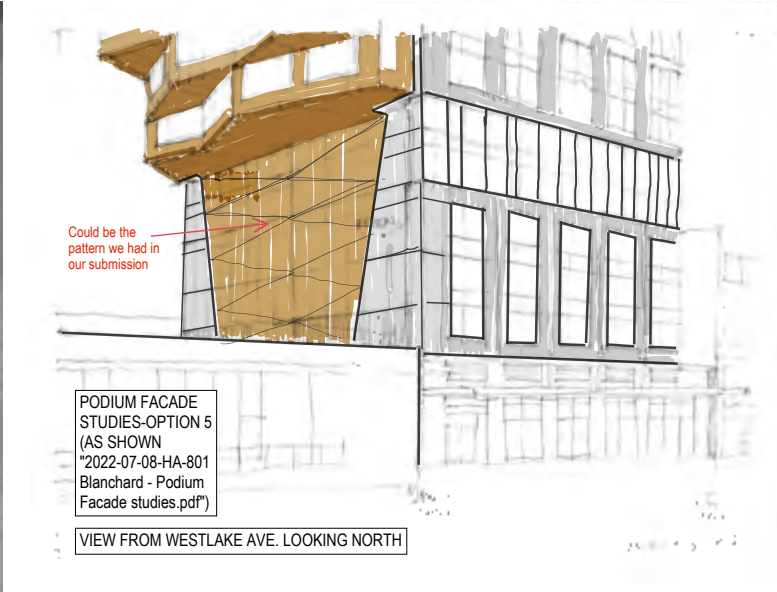 Could be the
pattern we had in
our submission
PODIUM FACADE
STUDIES-OPTION 5
(AS SHOWN
"2022-07-08-HA-801
Blanchard - Podium
Facade studies.pdf")
VIEW FROM WESTLAKE AVE. LOOKING NORTH